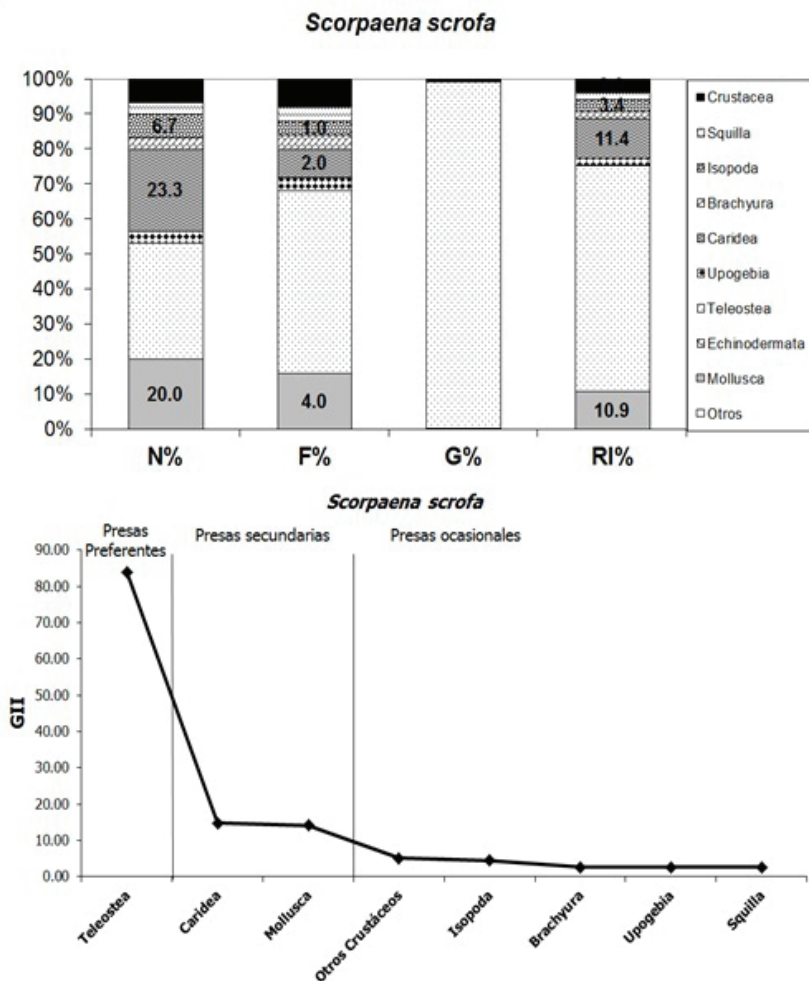 Scorpaena scrofa
100%
90%
80%
70%
60%
50%
40%
30%
20%
10%
0%
6.7
23.3
20.0
1.0
2.0
4.0
3.4
11.4
10.9
N%
F%
G%
RI%
Crustacea
Squilla
Isopoda
Brachyura
Caridea
Upogebia
Teleostea
Echinodermata
Mollusca
Otros
Scorpaena scrofa
Presas
Preferentes
Presas secundarias
Presas ocasionales
90.00
80.00
70.00
60.00
50.00
40.00
30.00
20.00
10.00
0.00
GII
Teleostea
Caridea
Mollusca
Otros Crustáceos
Isopoda
Brachyura
Upogebia
Squilla